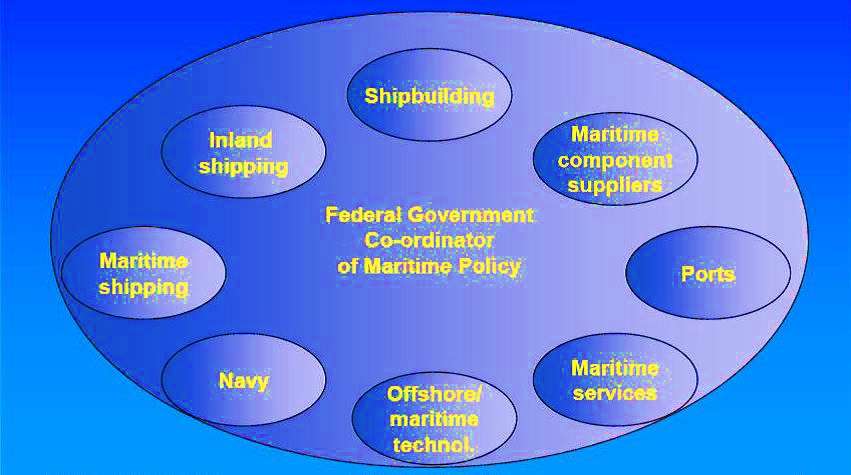 Shipbuilding
Inland
shipping
Maritime
component
suppliers
Federal Government
Co-ordinator
of Maritime Policy
Maritime
shipping
Ports
Navy
Offshore/
maritime
technol.
Maritime
services